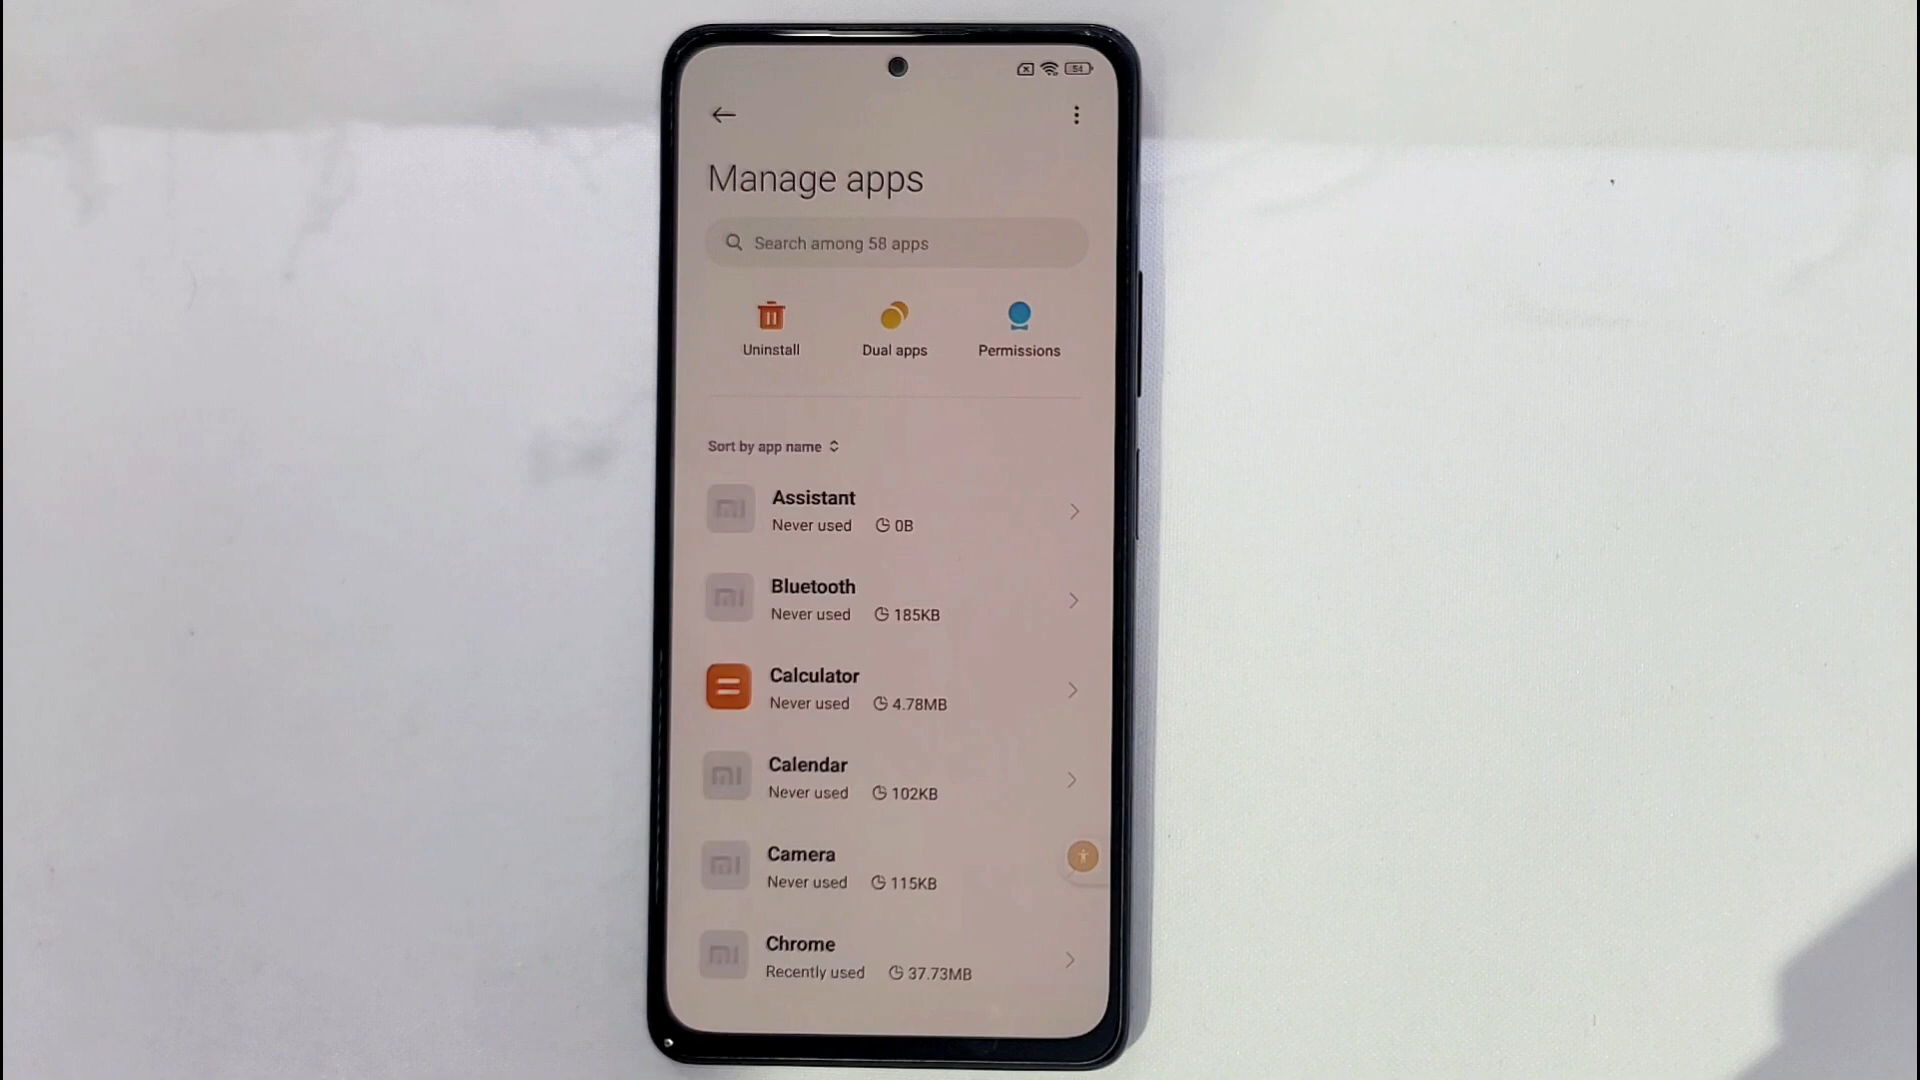 54
Manage apps
Search among 58 apps
Uninstall
Dual apps
Permissions
Sort by app name
Assistant
Never used 0B
Bluetooth
Never used 185KB
Calculator
Never used 4.78MB
Calendar
Never used 102KB
Camera
Never used 115KB
Chrome
Recently used 37.73MB